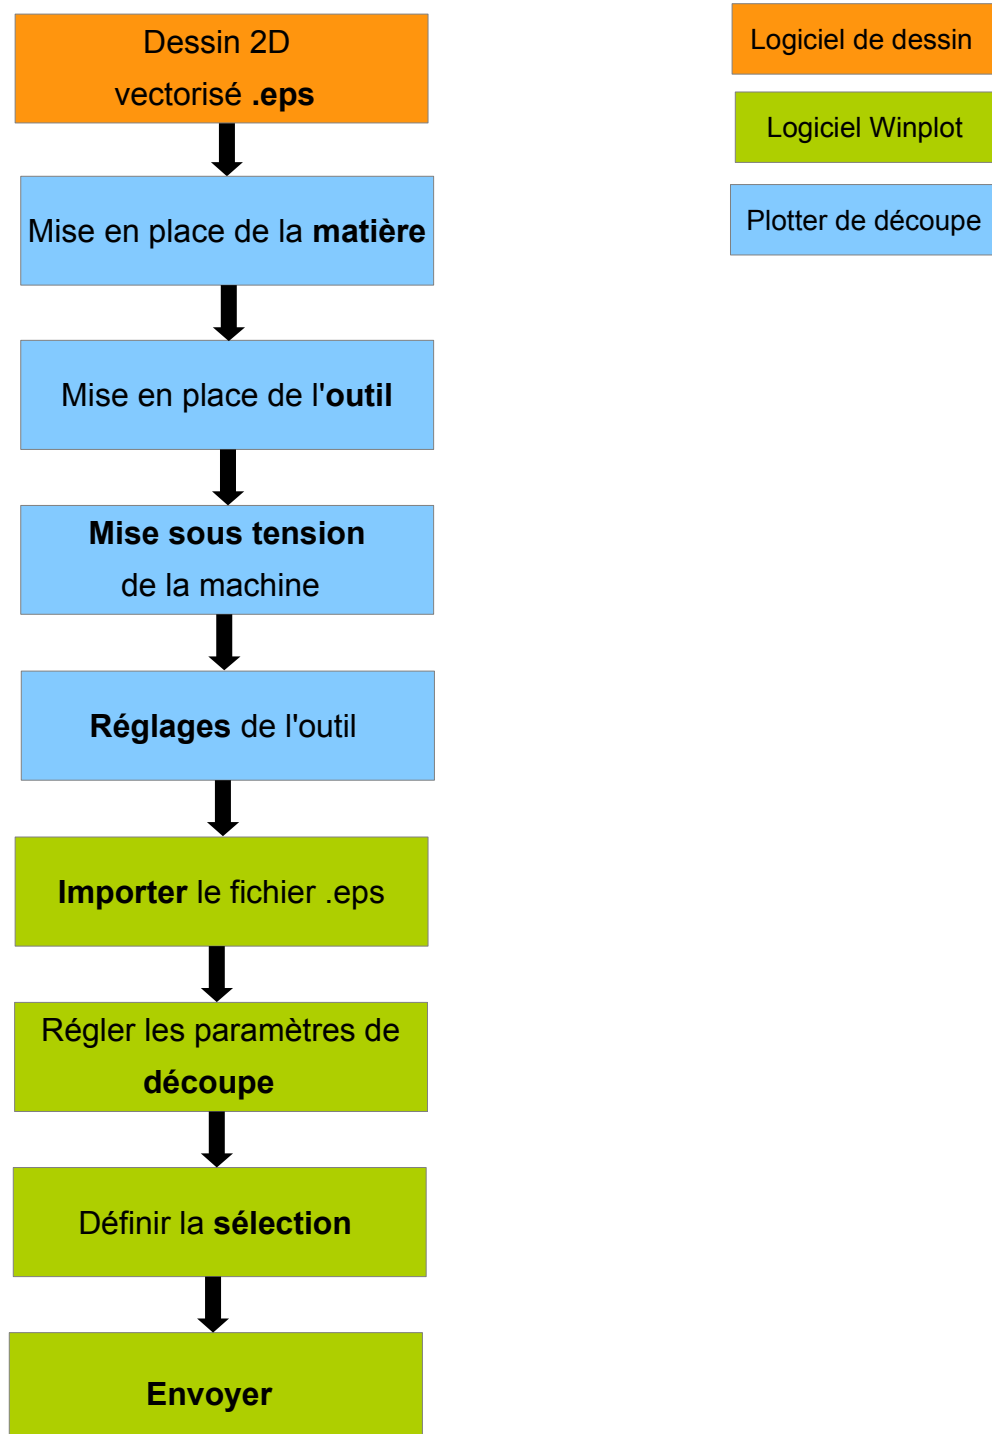 Dessin 2D
vectorisé .eps
Mise en place de la matière
Mise en place de l'outil
Mise sous tension
de la machine
Réglages de l'outil
Importer le fichier .eps
Régler les paramètres de
découpe
Définir la sélection
Envoyer
Logiciel de dessin
Logiciel Winplot
Plotter de découpe